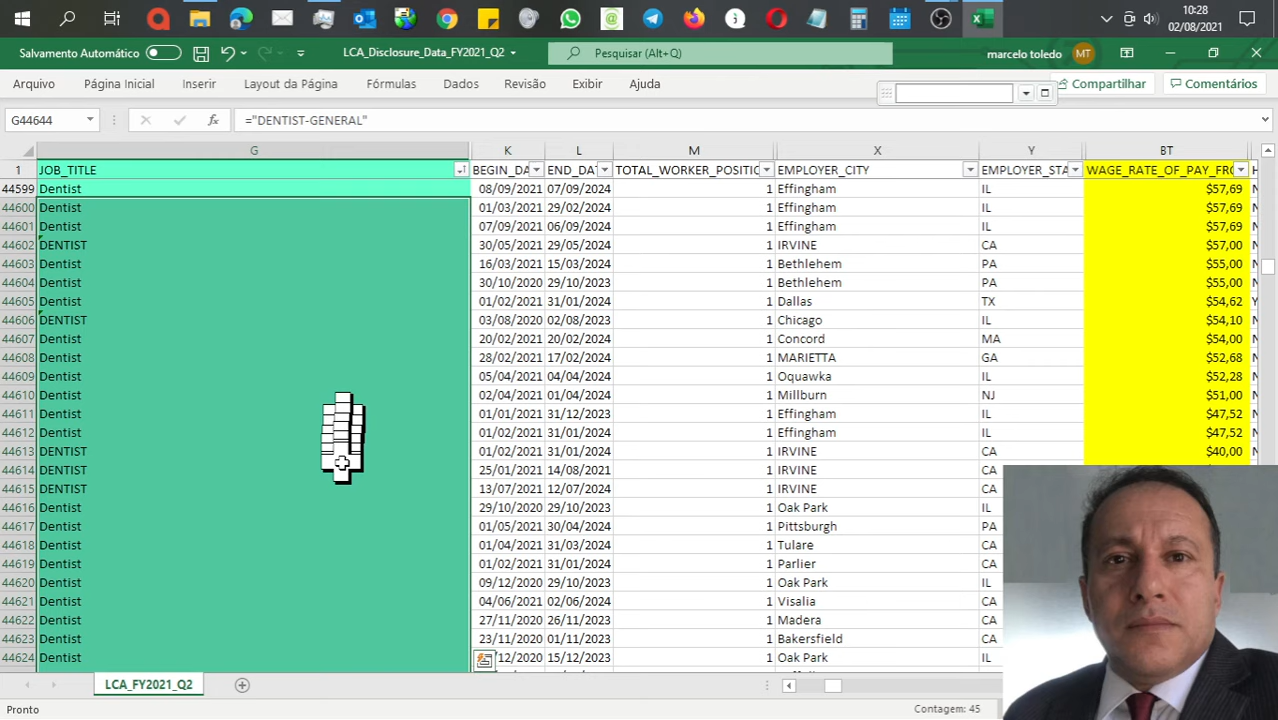 10:28
02/08/2021
Salvamento Automático
LCA_Disclosure_Data_FY2021_Q2
Pesquisar (Alt+Q)
marcelo toledo
MT
Arquivo Página Inicial Inserir Layout da Página Fórmulas Dados Revisão Exibir Ajuda
Compartilhar Comentários
G44644 fx ="DENTIST-GENERAL"
G K L M X Y BT
1 JOB_TITLE BEGIN_DA END_DA TOTAL_WORKER_POSITIO EMPLOYER_CITY EMPLOYER_STA WAGE_RATE_OF_PAY_FRO H
44599 Dentist 08/09/2021 07/09/2024 1 Effingham IL $57,69 N
44600 Dentist 01/03/2021 29/02/2024 1 Effingham IL $57,69 N
44601 Dentist 07/09/2021 06/09/2024 1 Effingham IL $57,69 N
44602 DENTIST 30/05/2021 29/05/2024 1 IRVINE CA $57,00 N
44603 Dentist 16/03/2021 15/03/2024 1 Bethlehem PA $55,00 N
44604 Dentist 30/10/2020 29/10/2023 1 Bethlehem PA $55,00 N
44605 Dentist 01/02/2021 31/01/2024 1 Dallas TX $54,62 Y
44606 DENTIST 03/08/2020 02/08/2023 1 Chicago IL $54,10 N
44607 Dentist 20/02/2021 20/02/2024 1 Concord MA $54,00 N
44608 Dentist 28/02/2021 17/02/2024 1 MARIETTA GA $52,68 N
44609 Dentist 05/04/2021 04/04/2024 1 Oquawka IL $52,28 N
44610 Dentist 02/04/2021 01/04/2024 1 Millburn NJ $51,00 N
44611 Dentist 01/01/2021 31/12/2023 1 Effingham IL $47,52 N
44612 Dentist 01/02/2021 31/01/2024 1 Effingham IL $47,52 N
44613 DENTIST 01/02/2021 31/01/2024 1 IRVINE CA $40,00 N
44614 DENTIST 25/01/2021 14/08/2021 1 IRVINE CA
44615 DENTIST 13/07/2021 12/07/2024 1 IRVINE CA
44616 Dentist 29/10/2020 29/10/2023 1 Oak Park IL
44617 Dentist 01/05/2021 30/04/2024 1 Pittsburgh PA
44618 Dentist 01/04/2021 31/03/2024 1 Tulare CA
44619 Dentist 01/02/2021 31/01/2024 1 Parlier CA
44620 Dentist 09/12/2020 29/10/2023 1 Oak Park IL
44621 Dentist 04/06/2021 02/06/2024 1 Visalia CA
44622 Dentist 27/11/2020 26/11/2023 1 Madera CA
44623 Dentist 23/11/2020 01/11/2023 1 Bakersfield CA
44624 Dentist 12/2020 15/12/2023 1 Oak Park IL
LCA_FY2021_Q2
Pronto Contagem: 45